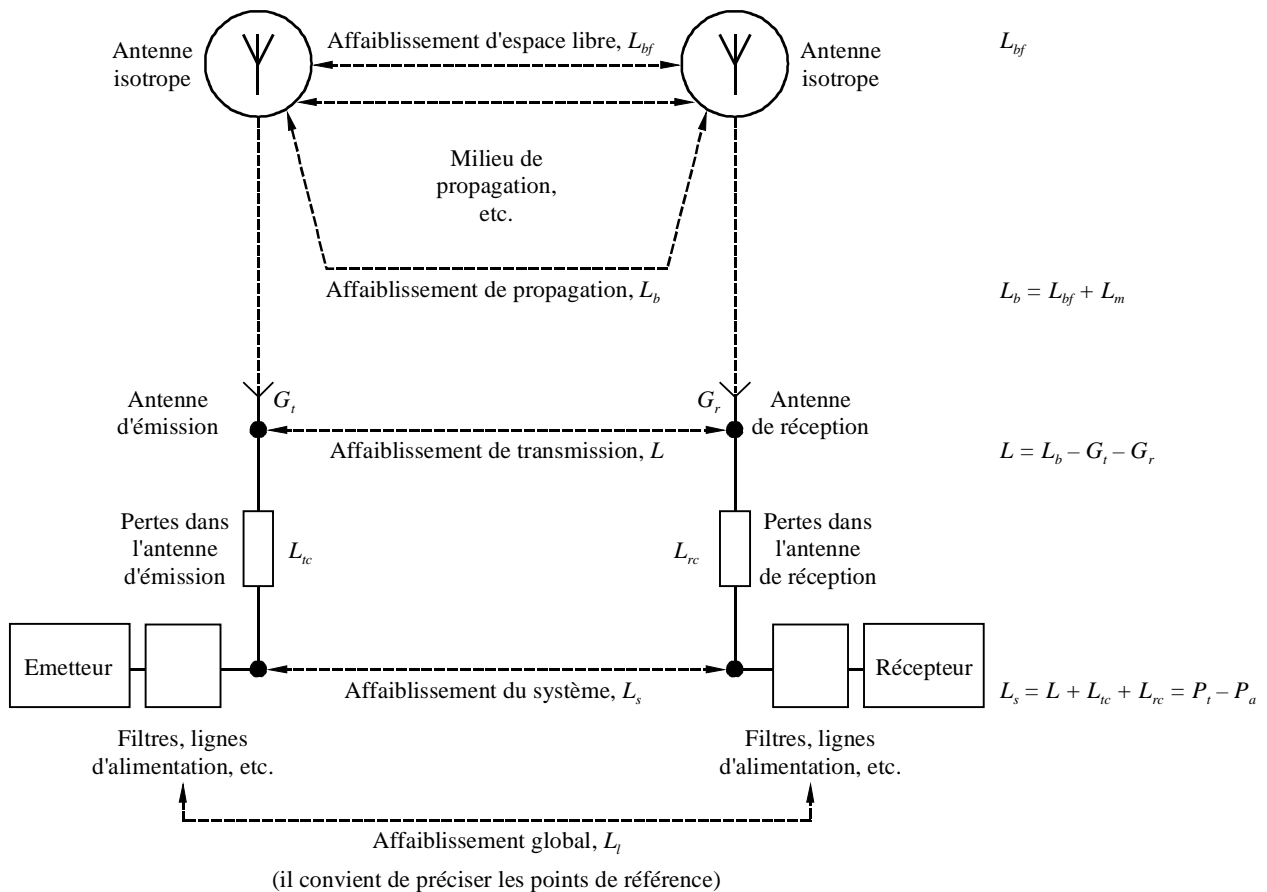 Antenne
isotrope
Affaiblissement d'espace libre, L_bf
Antenne
isotrope
L_bf
Milieu de
propagation,
etc.
Affaiblissement de propagation, L_b
L_b = L_bf + L_m
Antenne
d'émission
G_t
G_r
Antenne
de réception
Affaiblissement de transmission, L
L = L_b – G_t – G_r
Pertes dans
l'antenne
d'émission
L_tc
L_rc
Pertes dans
l'antenne
de réception
Emetteur
Récepteur
Affaiblissement du système, L_s
L_s = L + L_tc + L_rc = P_t – P_a
Filtres, lignes
d'alimentation, etc.
Filtres, lignes
d'alimentation, etc.
Affaiblissement global, L_l
(il convient de préciser les points de référence)